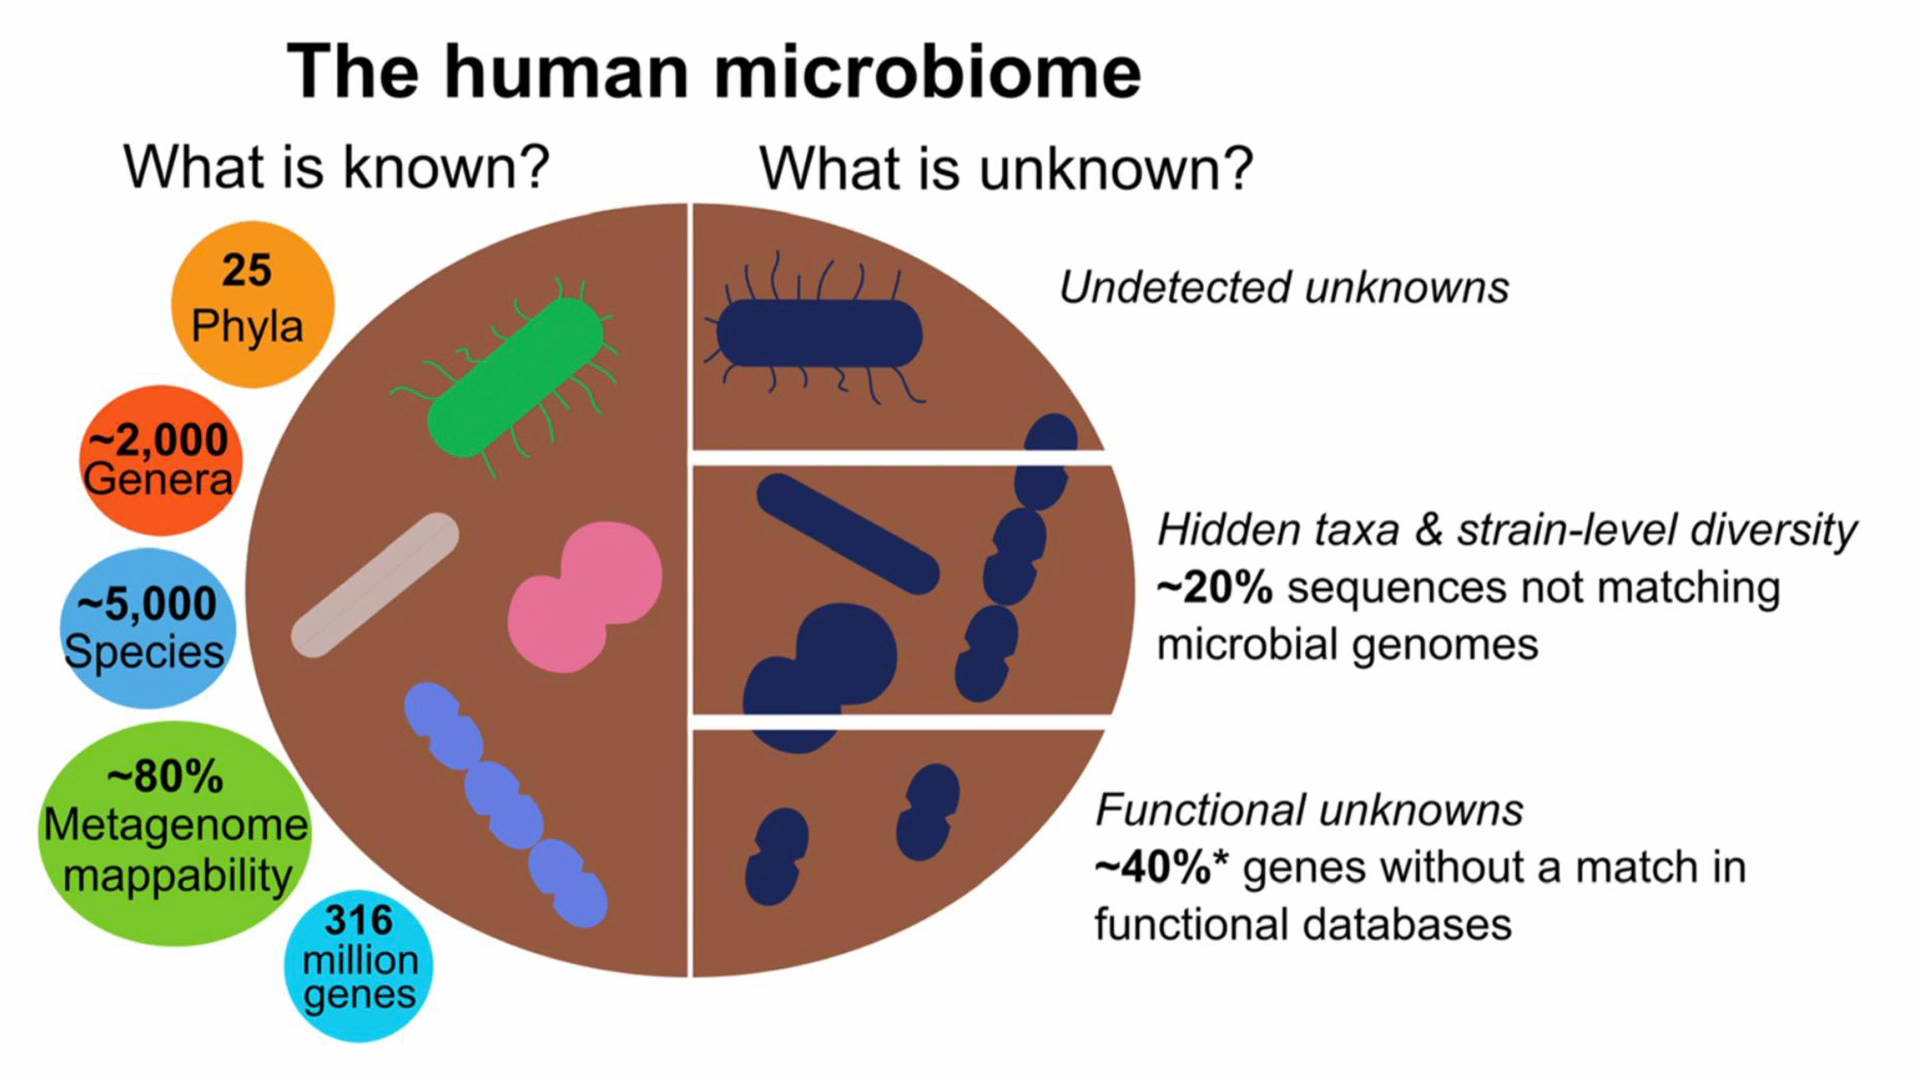 The human microbiome
What is known?
What is unknown?
25
Phyla
~2,000
Genera
~5,000
Species
~80%
Metagenome
mappability
316
million
genes
Undetected unknowns
Hidden taxa & strain-level diversity
~20% sequences not matching
microbial genomes
Functional unknowns
~40%* genes without a match in
functional databases